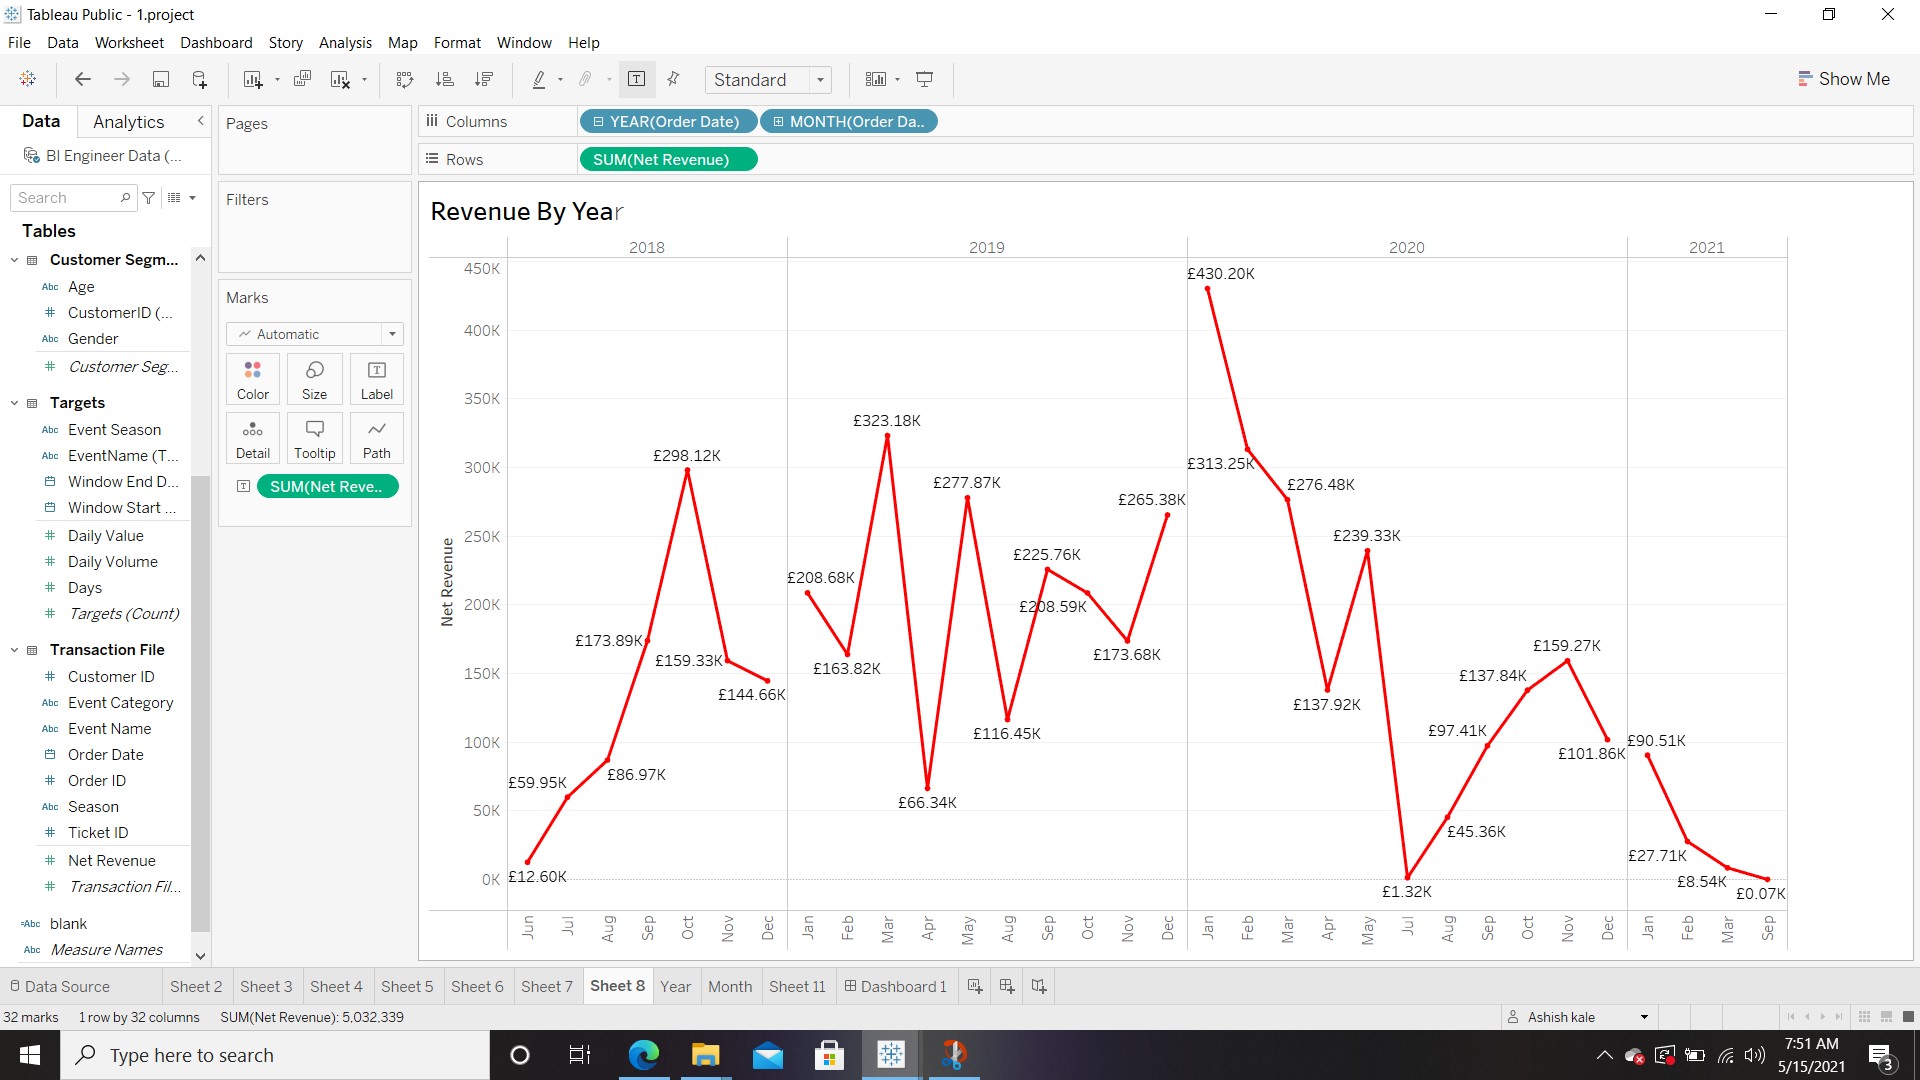 Tableau Public - 1.project
File Data Worksheet Dashboard Story Analysis Map Format Window Help
Standard
Show Me
Data Analytics
BI Engineer Data (...
Search
Tables
Customer Segm...
Abc Age
# CustomerID (...
Abc Gender
# Customer Seg...
Targets
Abc Event Season
Abc EventName (T...
Window End D...
Window Start ...
# Daily Value
# Daily Volume
# Days
# Targets (Count)
Transaction File
# Customer ID
Abc Event Category
Abc Event Name
Order Date
# Order ID
Abc Season
# Ticket ID
# Net Revenue
# Transaction Fil...
=Abc blank
Abc Measure Names
Pages
Filters
Marks
Automatic
Color Size Label
Detail Tooltip Path
T SUM(Net Reve..
Columns YEAR(Order Date) MONTH(Order Da..
Rows SUM(Net Revenue)
Revenue By Year
2018 2019 2020 2021
Net Revenue
450K
400K
350K
300K
250K
200K
150K
100K
50K
0K
£12.60K
£59.95K
£86.97K
£173.89K
£298.12K
£159.33K
£144.66K
£208.68K
£163.82K
£323.18K
£66.34K
£277.87K
£116.45K
£225.76K
£208.59K
£173.68K
£265.38K
£430.20K
£313.25K
£276.48K
£137.92K
£239.33K
£1.32K
£45.36K
£97.41K
£137.84K
£159.27K
£101.86K
£90.51K
£27.71K
£8.54K
£0.07K
Jun Jul Aug Sep Oct Nov Dec Jan Feb Mar Apr May Aug Sep Oct Nov Dec Jan Feb Mar Apr May Jul Aug Sep Oct Nov Dec Jan Feb Mar Sep
Data Source Sheet 2 Sheet 3 Sheet 4 Sheet 5 Sheet 6 Sheet 7 Sheet 8 Year Month Sheet 11 Dashboard 1
32 marks 1 row by 32 columns SUM(Net Revenue): 5,032,339
Ashish kale
Type here to search
7:51 AM
5/15/2021
3